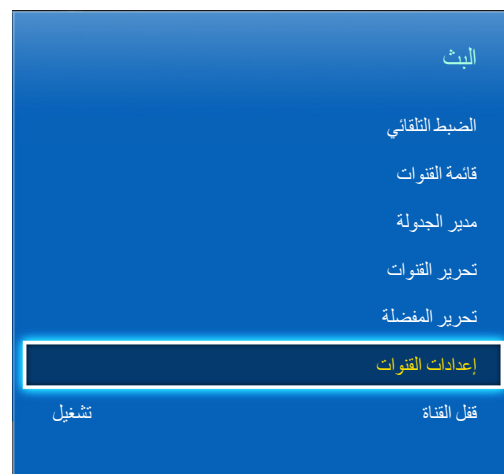 البث
الضبط التلقائي
قائمة القنوات
مدير الجدولة
تحرير القنوات
تحرير المفضلة
إعدادات القنوات
قفل القناة تشغيل